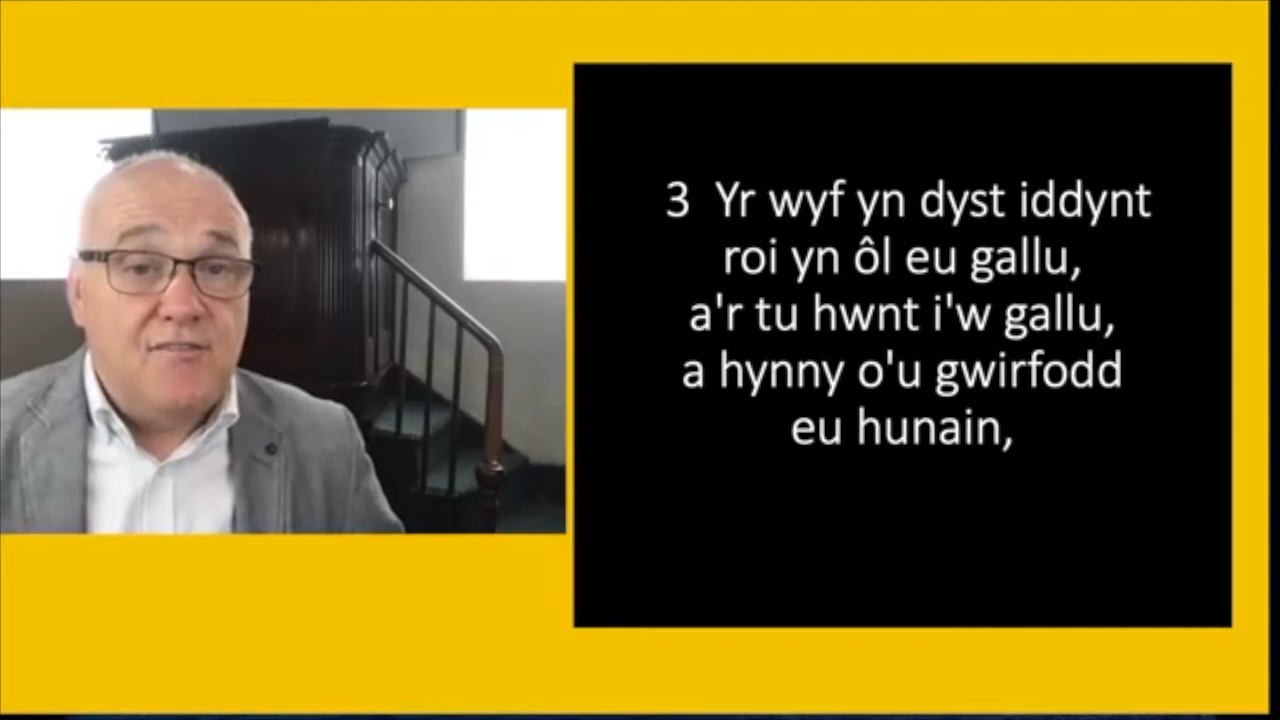 3 Yr wyf yn dyst iddynt
roi yn ôl eu gallu,
a'r tu hwnt i'w gallu,
a hynny o'u gwirfodd
eu hunain,